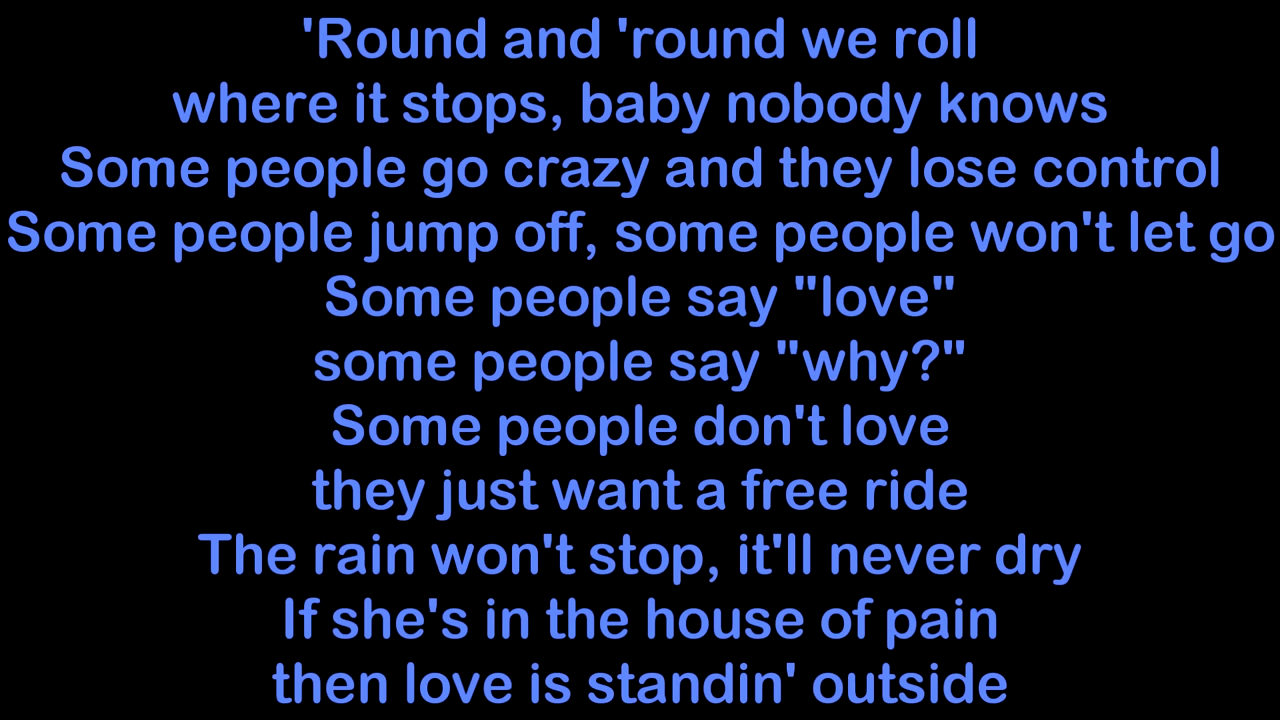 'Round and 'round we roll
where it stops, baby nobody knows
Some people go crazy and they lose control
Some people jump off, some people won't let go
Some people say "love"
some people say "why?"
Some people don't love
they just want a free ride
The rain won't stop, it'll never dry
If she's in the house of pain
then love is standin' outside